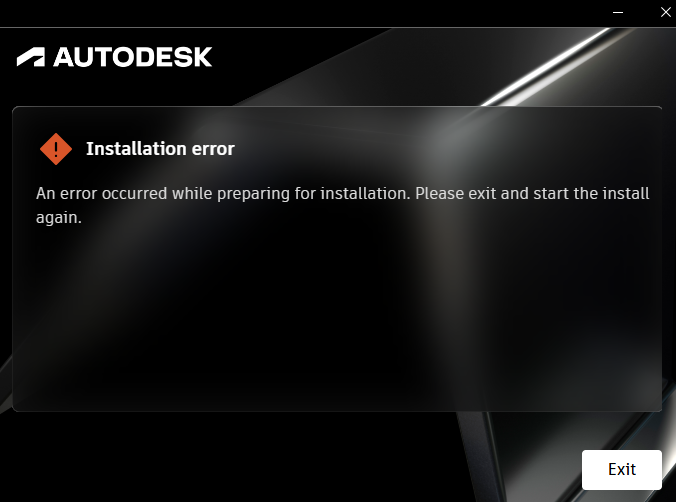 AUTODESK
Installation error
An error occurred while preparing for installation. Please exit and start the install
again.
Exit